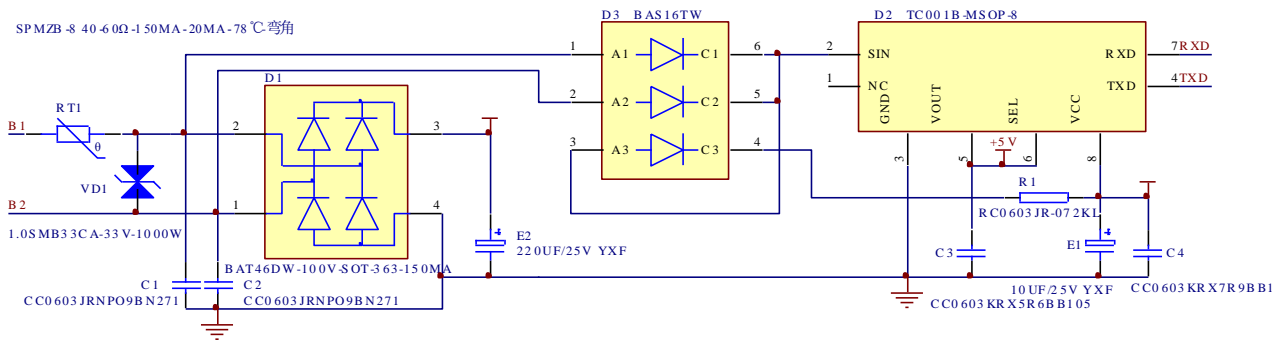 D3 BAS16TW
D2 TC001B-MSOP-8
SPMZB-8 40-60Ω-150MA-20MA-78℃-弯角
1 A1 C1 6
2 A2 C2 5
3 A3 C3 4
2 SIN
1 NC
RXD 7 RXD
TXD 4 TXD
GND VOUT SEL VCC
3 5 6 8
+5V
D1
RT1
B1
θ
2 3
VD1
B2
1 4
1.0SMB33CA-33V-1000W
R1
RC0603JR-072KL
E2
220UF/25V YXF
C3
E1
C4
BAT46DW-100V-SOT-363-150MA
C1
C2
CC0603JRNPO9BN271
CC0603JRNPO9BN271
10UF/25V YXF
CC0603KRX7R9BB1
CC0603KRX5R6BB105